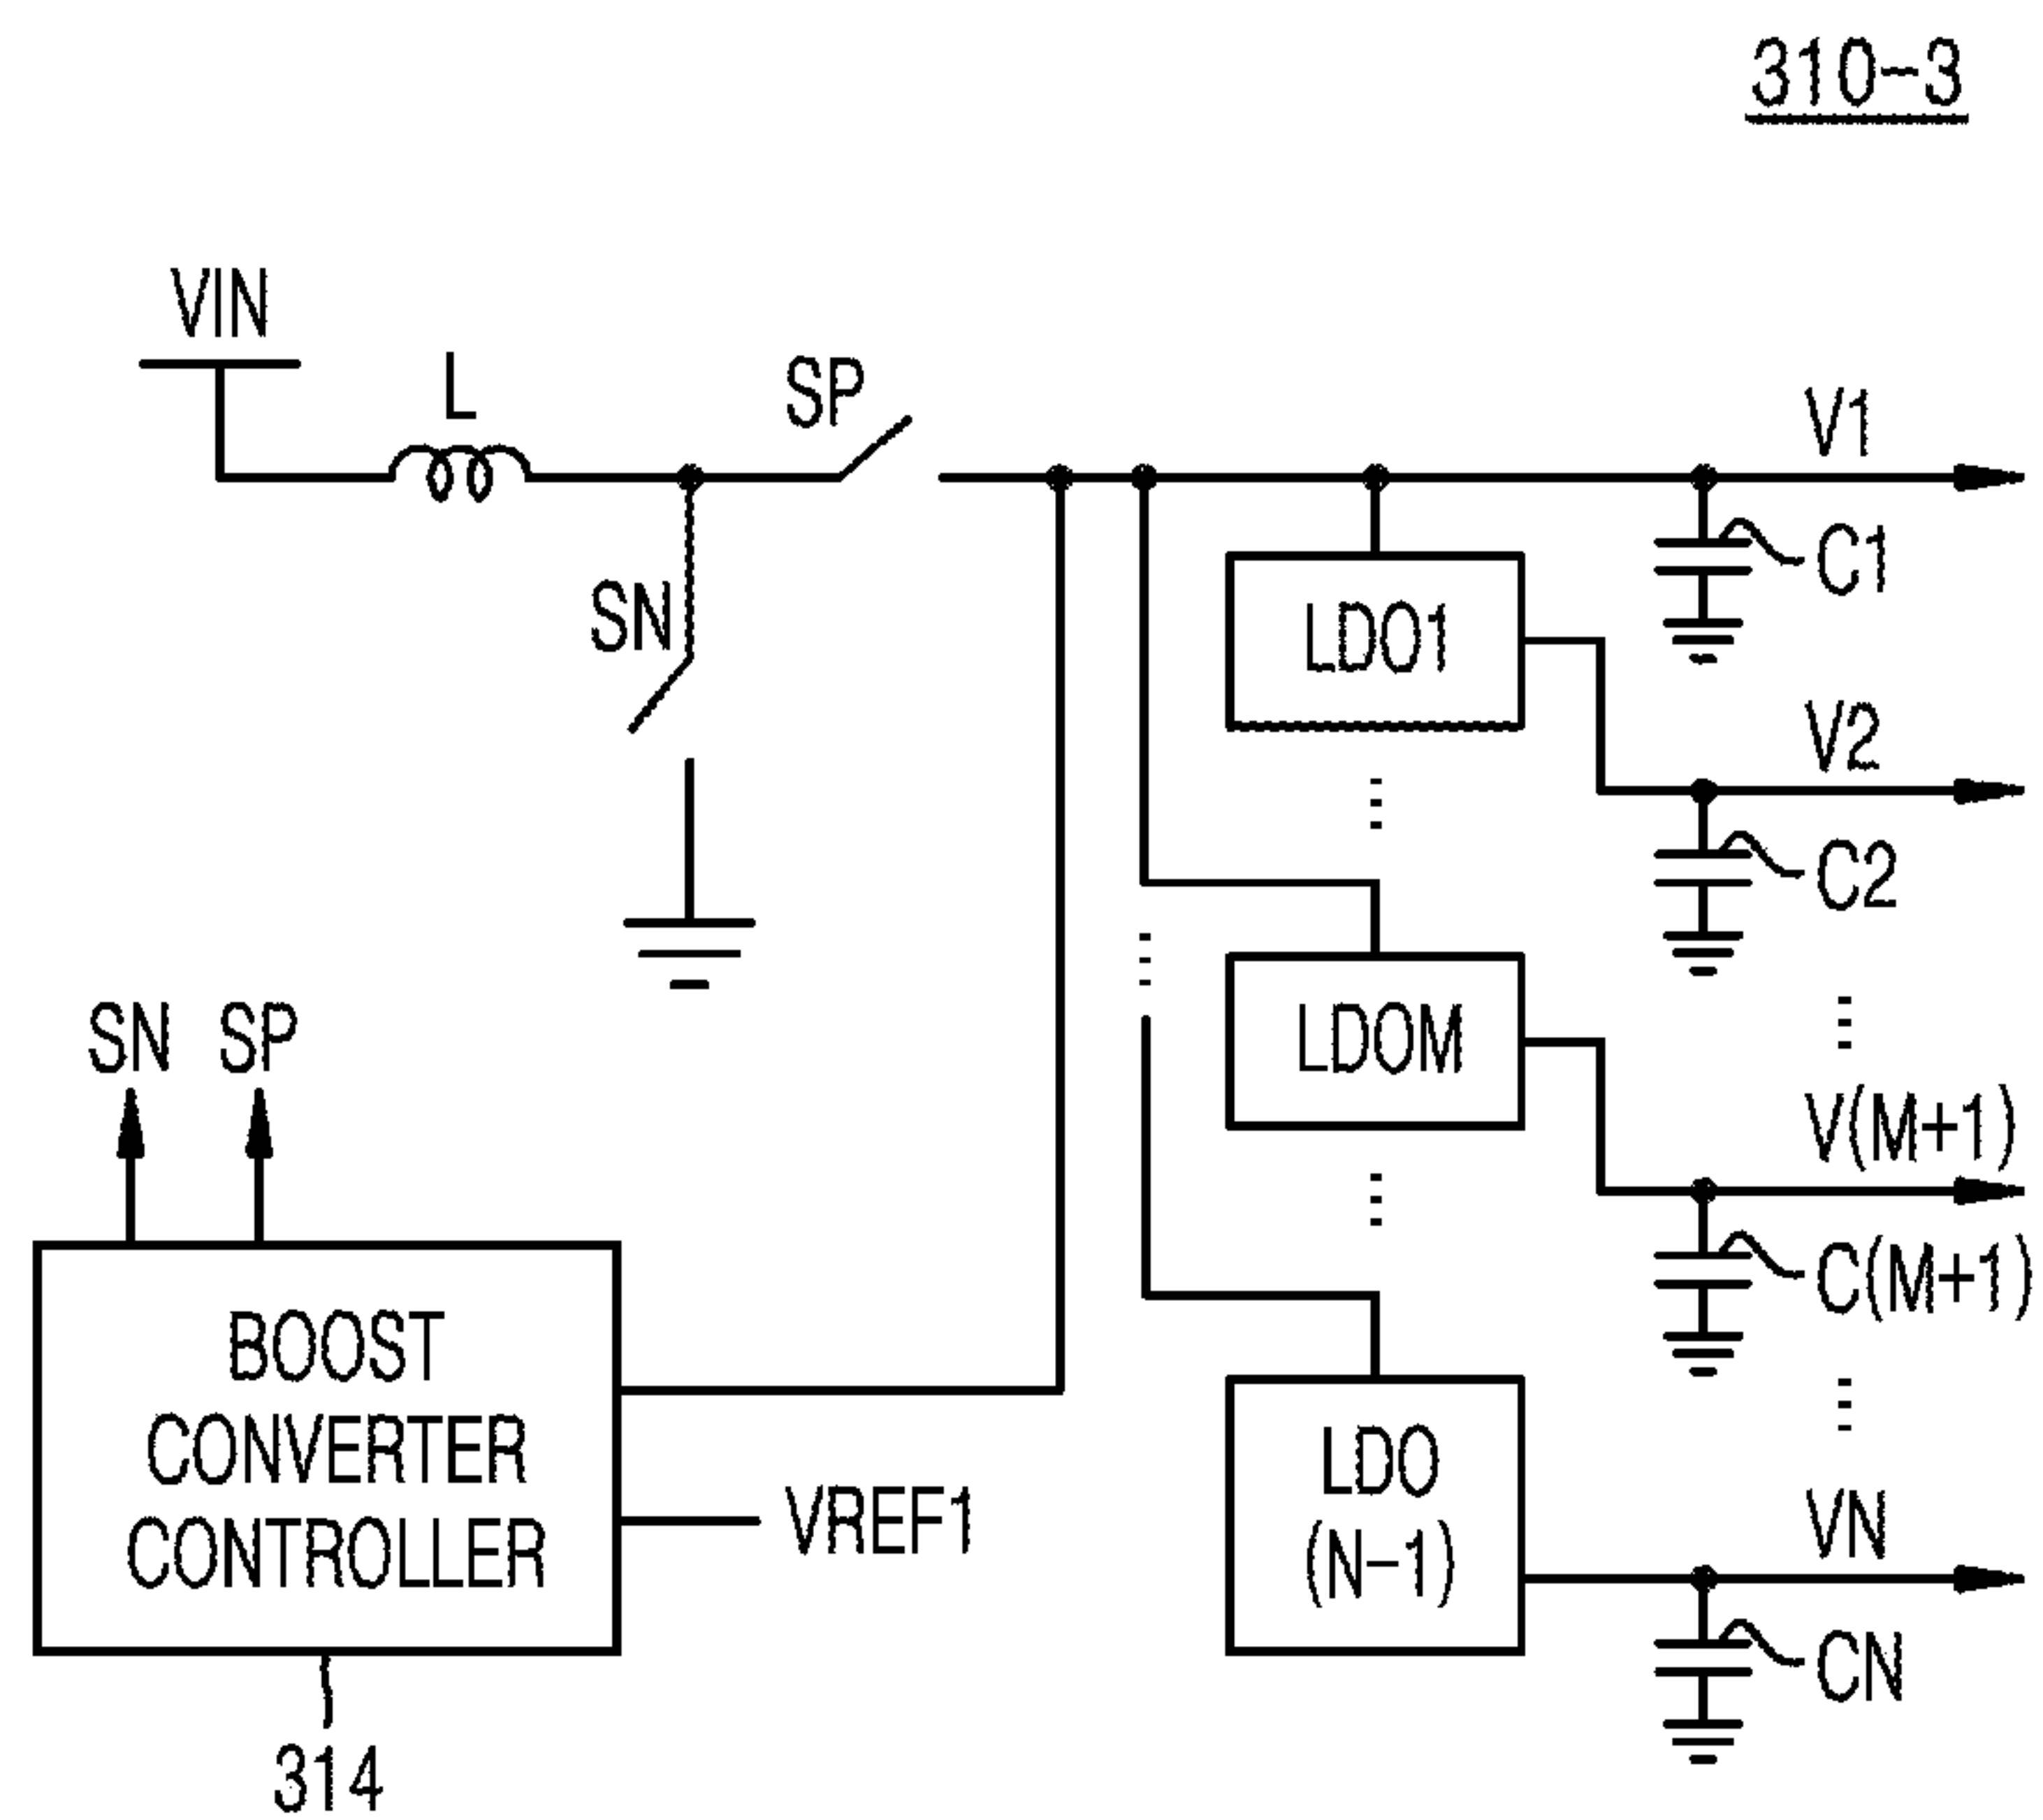 310-3
VIN
L
SP
V1
C1
SN
LDO1
V2
C2
SN SP
LDOM
V(M+1)
C(M+1)
BOOST
CONVERTER
CONTROLLER
VREF1
LDO
(N-1)
VN
CN
314